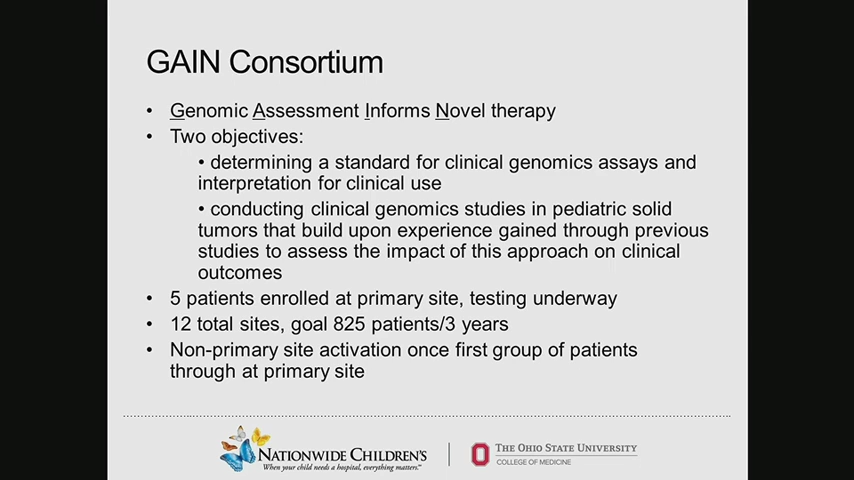 GAIN Consortium
• Genomic Assessment Informs Novel therapy
• Two objectives:
• determining a standard for clinical genomics assays and
interpretation for clinical use
• conducting clinical genomics studies in pediatric solid
tumors that build upon experience gained through previous
studies to assess the impact of this approach on clinical
outcomes
• 5 patients enrolled at primary site, testing underway
• 12 total sites, goal 825 patients/3 years
• Non-primary site activation once first group of patients
through at primary site
NATIONWIDE CHILDREN'S
When your child needs a hospital, everything matters.™
THE OHIO STATE UNIVERSITY
COLLEGE OF MEDICINE